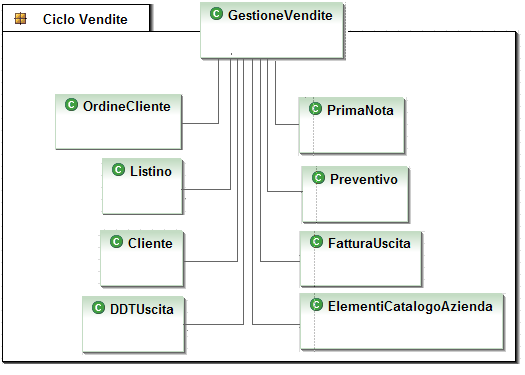 Ciclo Vendite
C GestioneVendite
C OrdineCliente
C PrimaNota
C Listino
C Preventivo
C Cliente
C FatturaUscita
C DDTUscita
C ElementiCatalogoAzienda